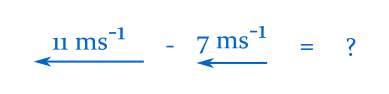 11 ms⁻¹ - 7 ms⁻¹ = ?